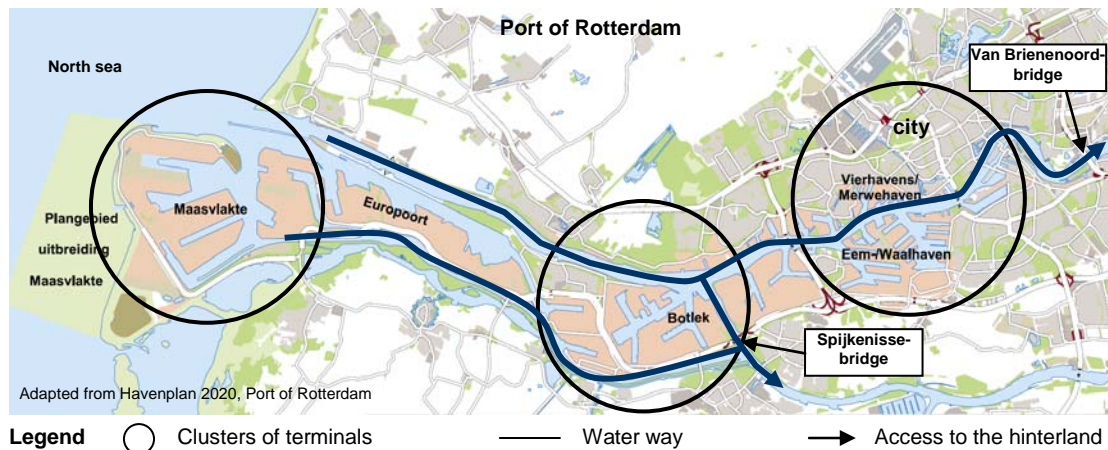 Port of Rotterdam
North sea
Van Brienenoord-
bridge
city
Vierhavens/
Merwehaven
Maasvlakte
Europoort
Plangebied
uitbreiding
Maasvlakte
Eem-/Waalhaven
Botlek
Spijkenisse-
bridge
Adapted from Havenplan 2020, Port of Rotterdam
Legend Clusters of terminals Water way Access to the hinterland